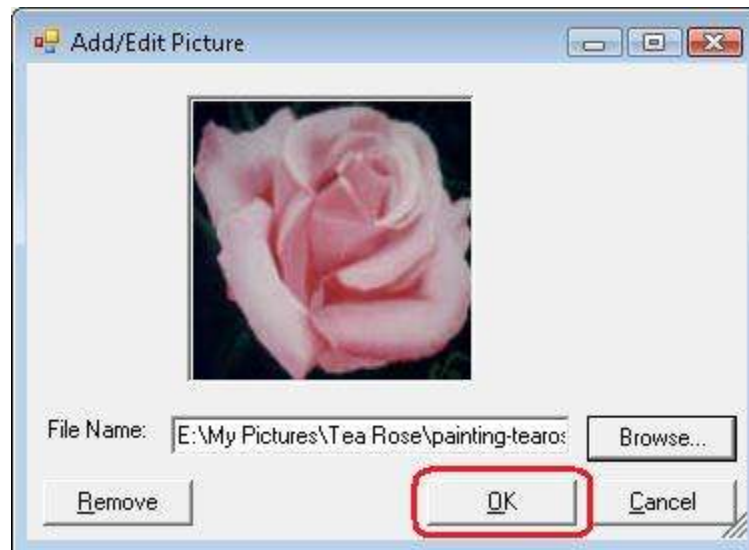 Add/Edit Picture
File Name: E:\My Pictures\Tea Rose\painting-tearos Browse...
Remove OK Cancel